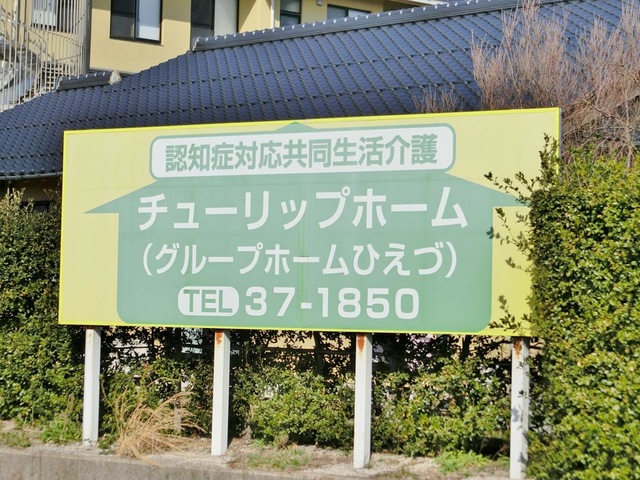 認知症対応共同生活介護
チューリップホーム
（グループホームひえづ）
TEL 37-1850